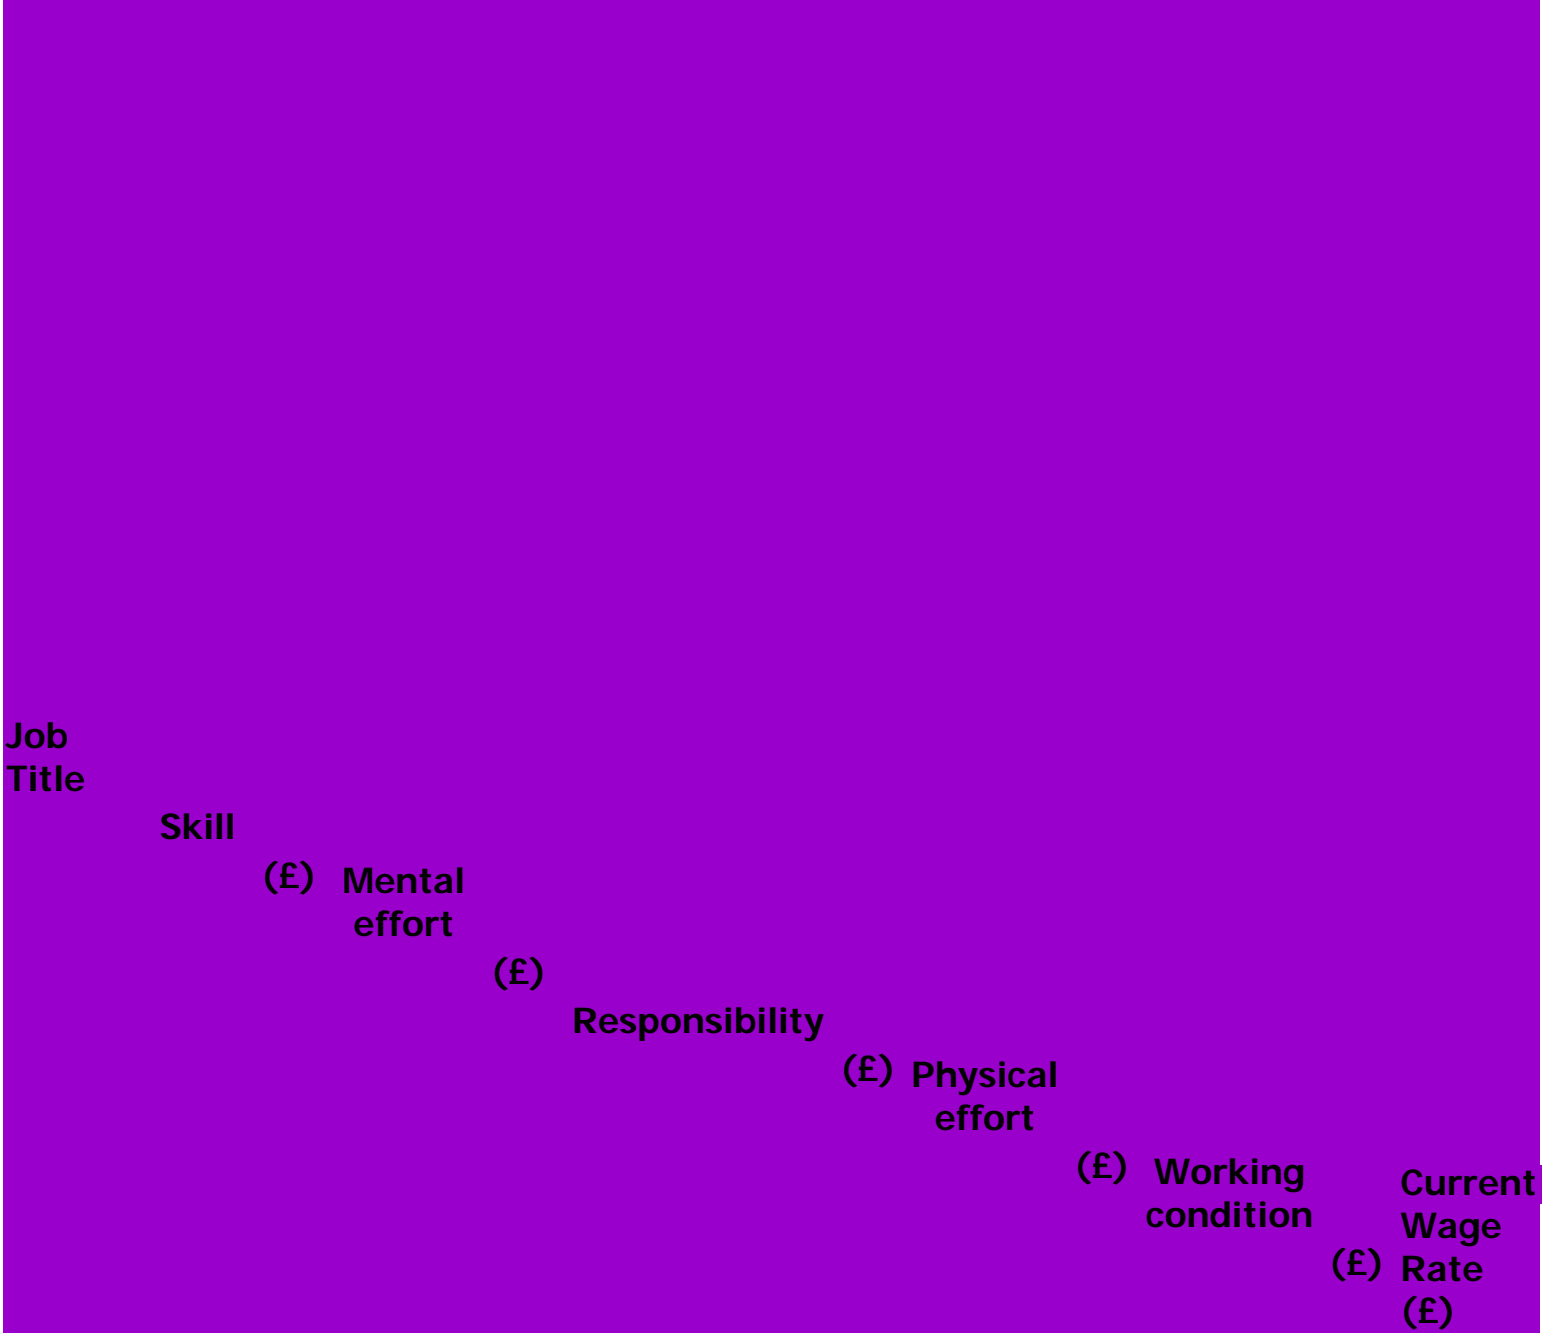 Job
Title
Skill
(£)
Mental
effort
(£)
Responsibility
(£)
Physical
effort
(£)
Working
condition
(£)
Current
Wage
Rate
(£)